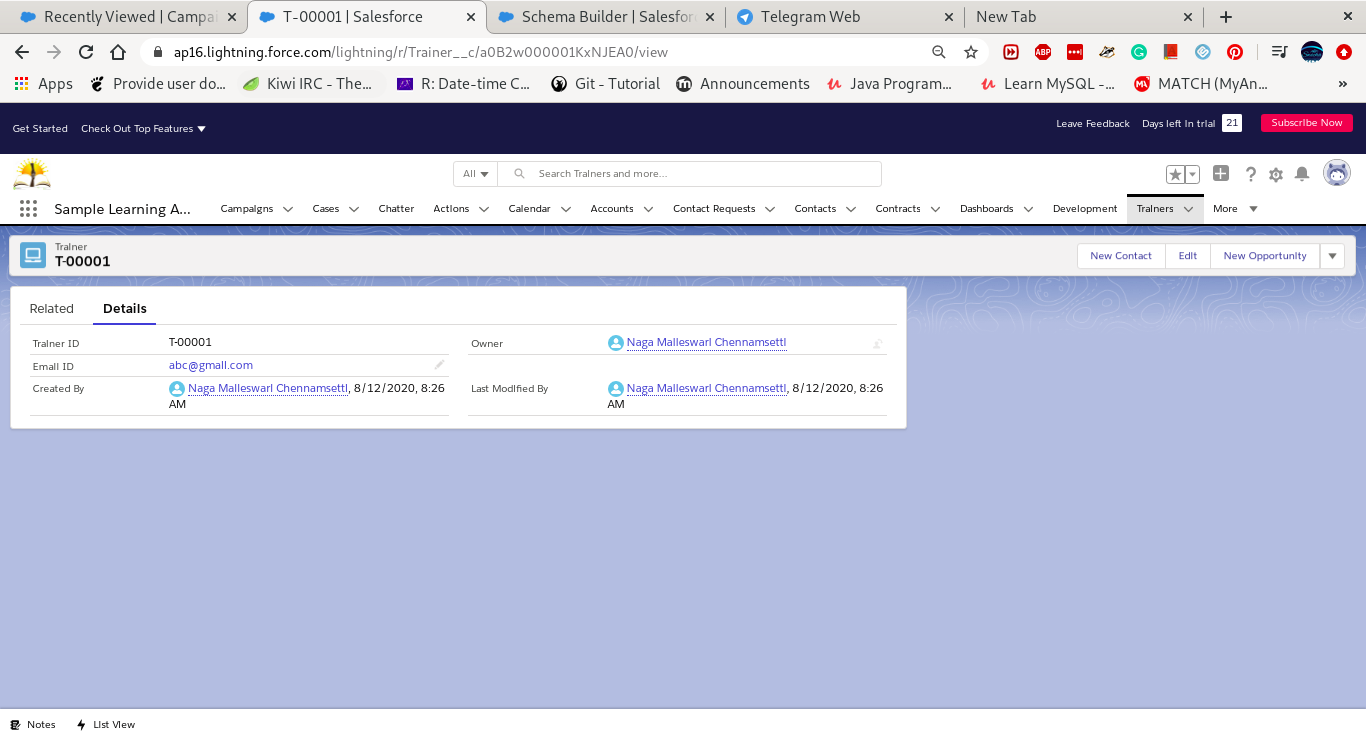 Recently Viewed | Campai
T-00001 | Salesforce
Schema Builder | Salesfor
Telegram Web
New Tab
ap16.lightning.force.com/lightning/r/Trainer__c/a0B2w000001KxNJEA0/view
ABP
Apps
Provide user do...
Kiwi IRC - The...
R: Date-time C...
Git - Tutorial
Announcements
Java Program...
Learn MySQL -...
MATCH (MyAn...
»
Get Started
Check Out Top Features
Leave Feedback
Days left in trial
21
Subscribe Now
All
Search Trainers and more...
Sample Learning A...
Campaigns
Cases
Chatter
Actions
Calendar
Accounts
Contact Requests
Contacts
Contracts
Dashboards
Development
Trainers
More
Trainer
T-00001
New Contact
Edit
New Opportunity
Related
Details
Trainer ID
T-00001
Owner
Naga Malleswari Chennamsetti
Email ID
abc@gmail.com
Created By
Naga Malleswari Chennamsetti, 8/12/2020, 8:26
AM
Last Modified By
Naga Malleswari Chennamsetti, 8/12/2020, 8:26
AM
Notes
List View